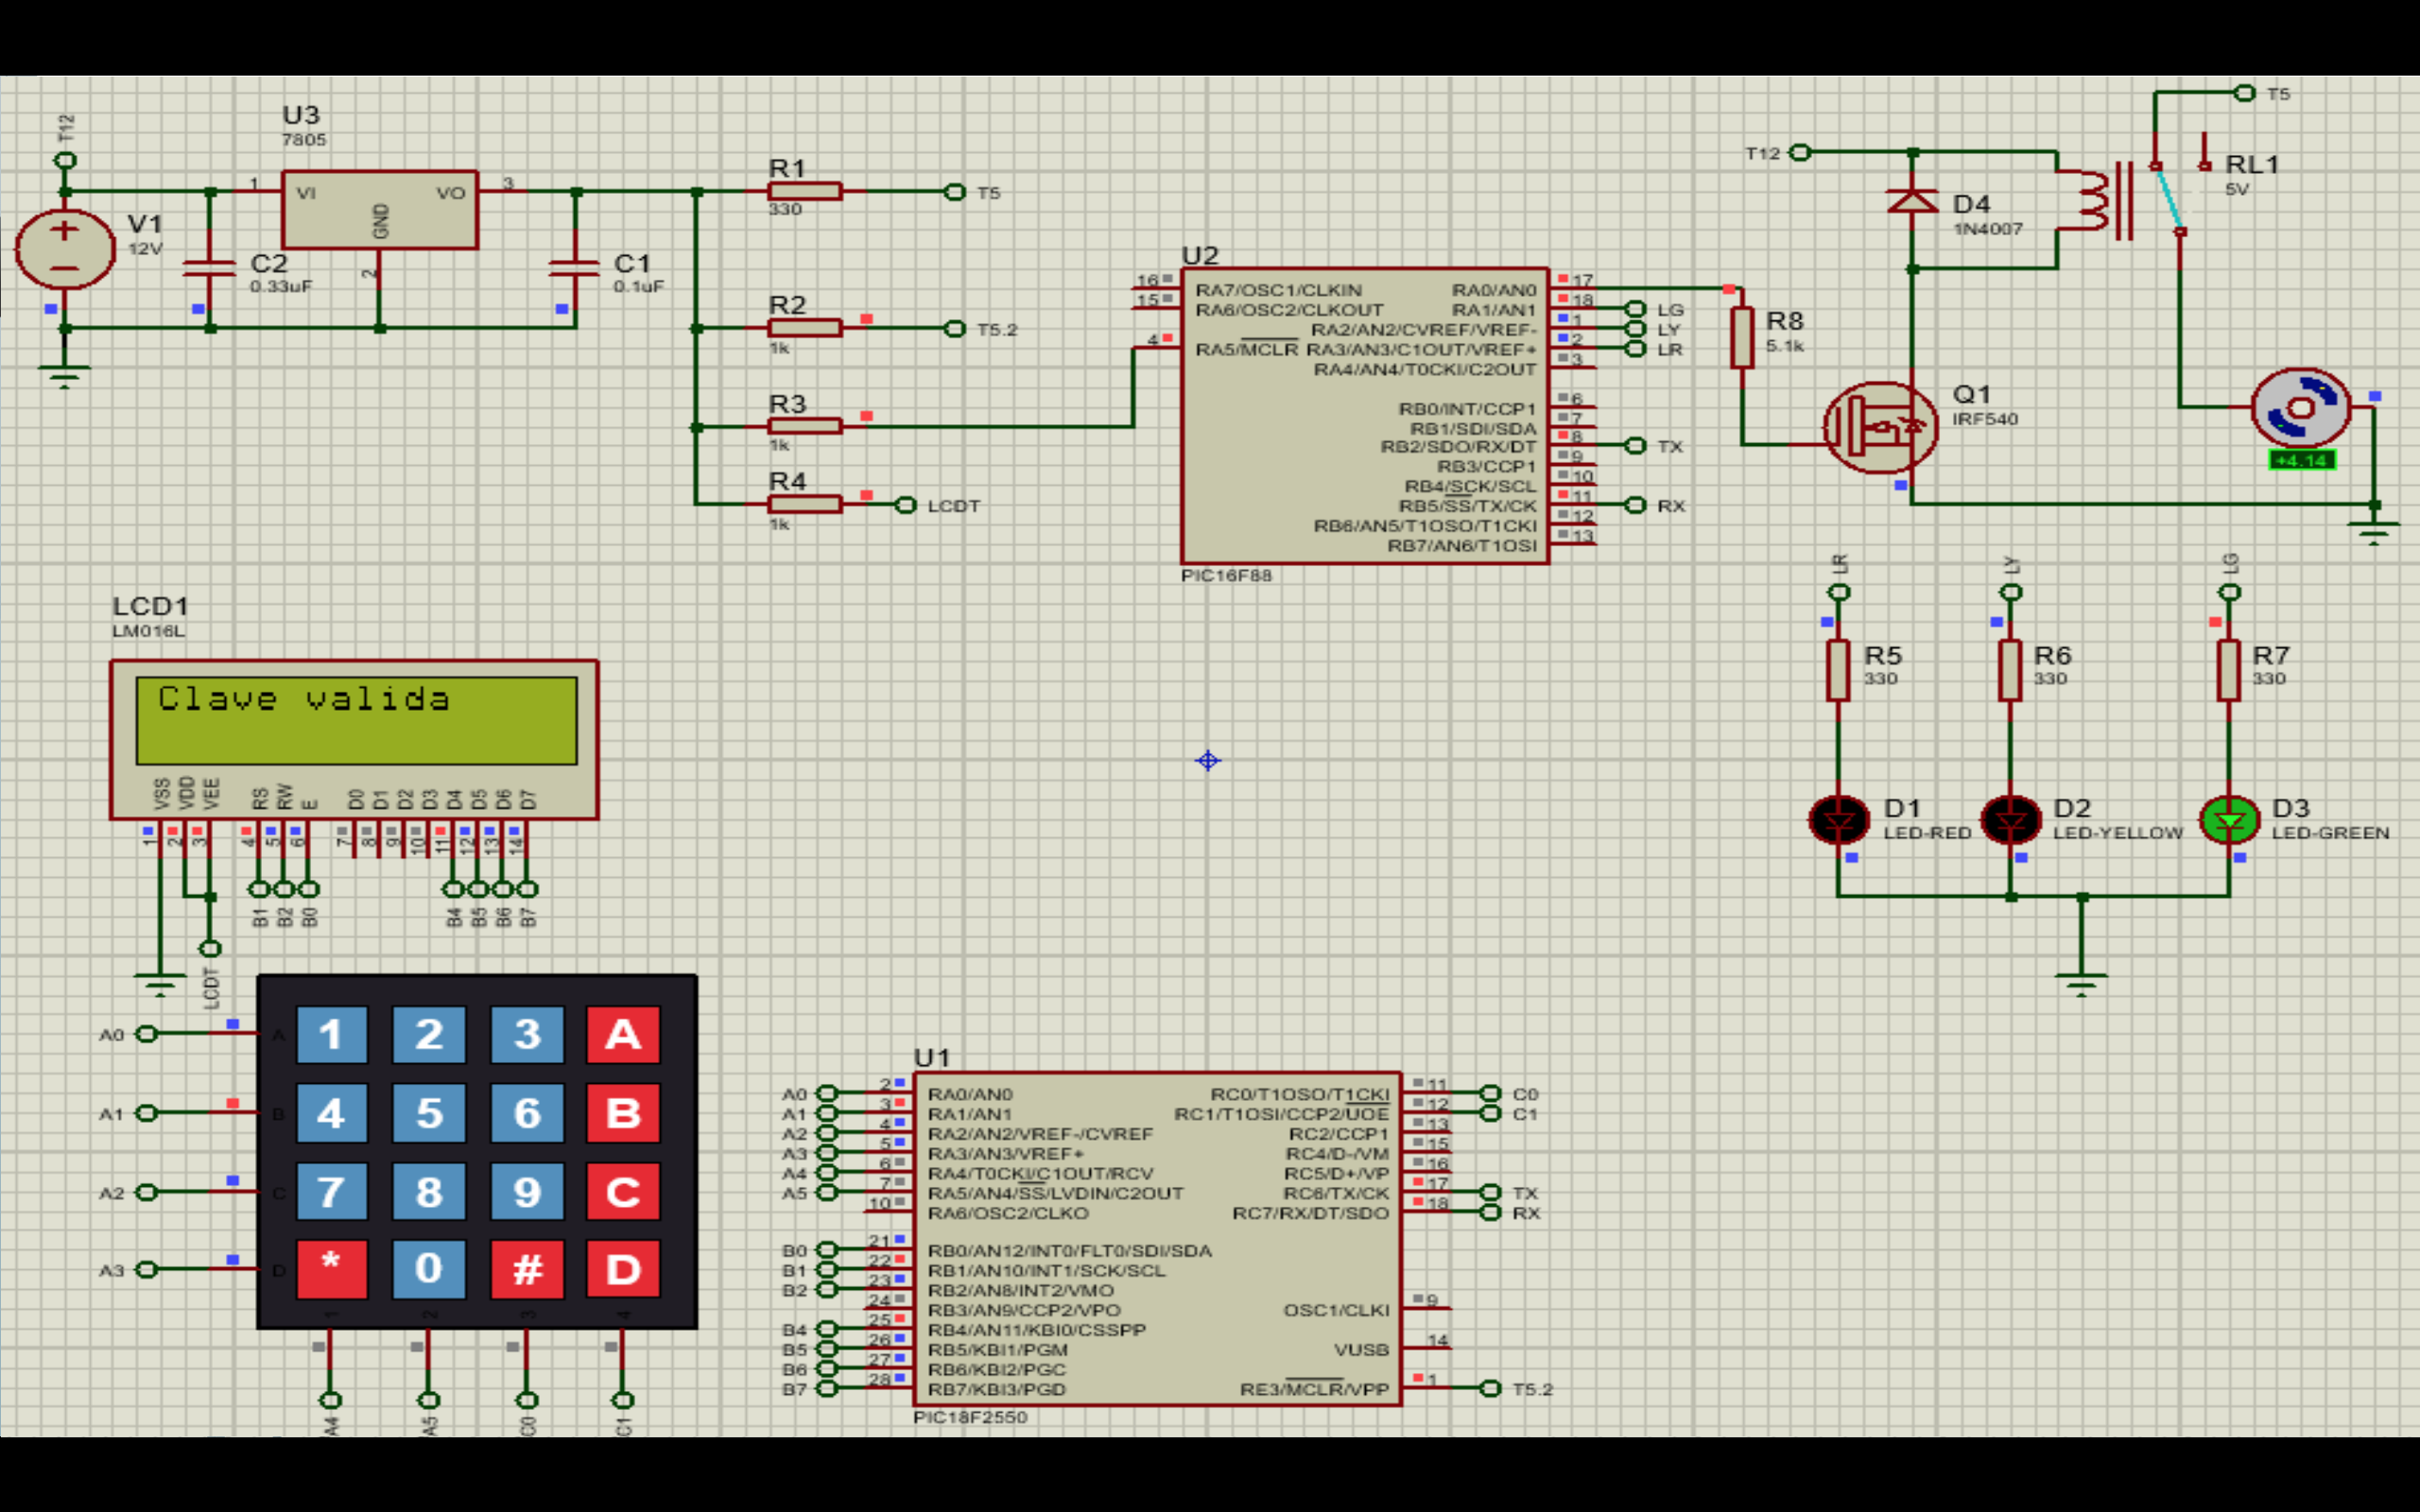 T12
U3
7805
1 VI VO 3
GND
2
V1
12V
C2
0.33uF
C1
0.1uF
R1
330
T5
R2
1k
T5.2
R3
1k
R4
1k
LCDT
U2
16 RA7/OSC1/CLKIN
15 RA6/OSC2/CLKOUT
4 RA5/MCLR
RA0/AN0 17
RA1/AN1 18 LG
RA2/AN2/CVREF/VREF- 1 LY
RA3/AN3/C1OUT/VREF+ 2 LR
RA4/AN4/T0CKI/C2OUT 3
RB0/INT/CCP1 6
RB1/SDI/SDA 7
RB2/SDO/RX/DT 8 TX
RB3/CCP1 9
RB4/SCK/SCL 10
RB5/SS/TX/CK 11 RX
RB6/AN5/T1OSO/T1CKI 12
RB7/AN6/T1OSI 13
PIC16F88
R8
5.1k
T12
D4
1N4007
T5
RL1
5V
Q1
IRF540
+4.14
LR
LY
LG
R5
330
R6
330
R7
330
D1
LED-RED
D2
LED-YELLOW
D3
LED-GREEN
LCD1
LM016L
Clave valida
VSS VDD VEE RS RW E D0 D1 D2 D3 D4 D5 D6 D7
1 2 3 4 5 6 7 8 9 10 11 12 13 14
B1 B2 B0 B4 B5 B6 B7
LCDT
A0 A 1 2 3 A
A1 B 4 5 6 B
A2 C 7 8 9 C
A3 D * 0 # D
1 2 3 4
A4 A5 C0 C1
U1
A0 2 RA0/AN0
A1 3 RA1/AN1
A2 4 RA2/AN2/VREF-/CVREF
A3 5 RA3/AN3/VREF+
A4 6 RA4/T0CKI/C1OUT/RCV
A5 7 RA5/AN4/SS/LVDIN/C2OUT
10 RA6/OSC2/CLKO
B0 21 RB0/AN12/INT0/FLT0/SDI/SDA
B1 22 RB1/AN10/INT1/SCK/SCL
B2 23 RB2/AN8/INT2/VMO
24 RB3/AN9/CCP2/VPO
B4 25 RB4/AN11/KBI0/CSSPP
B5 26 RB5/KBI1/PGM
B6 27 RB6/KBI2/PGC
B7 28 RB7/KBI3/PGD
RC0/T1OSO/T1CKI 11 C0
RC1/T1OSI/CCP2/UOE 12 C1
RC2/CCP1 13
RC4/D-/VM 15
RC5/D+/VP 16
RC6/TX/CK 17 TX
RC7/RX/DT/SDO 18 RX
OSC1/CLKI 9
VUSB 14
RE3/MCLR/VPP 1 T5.2
PIC18F2550